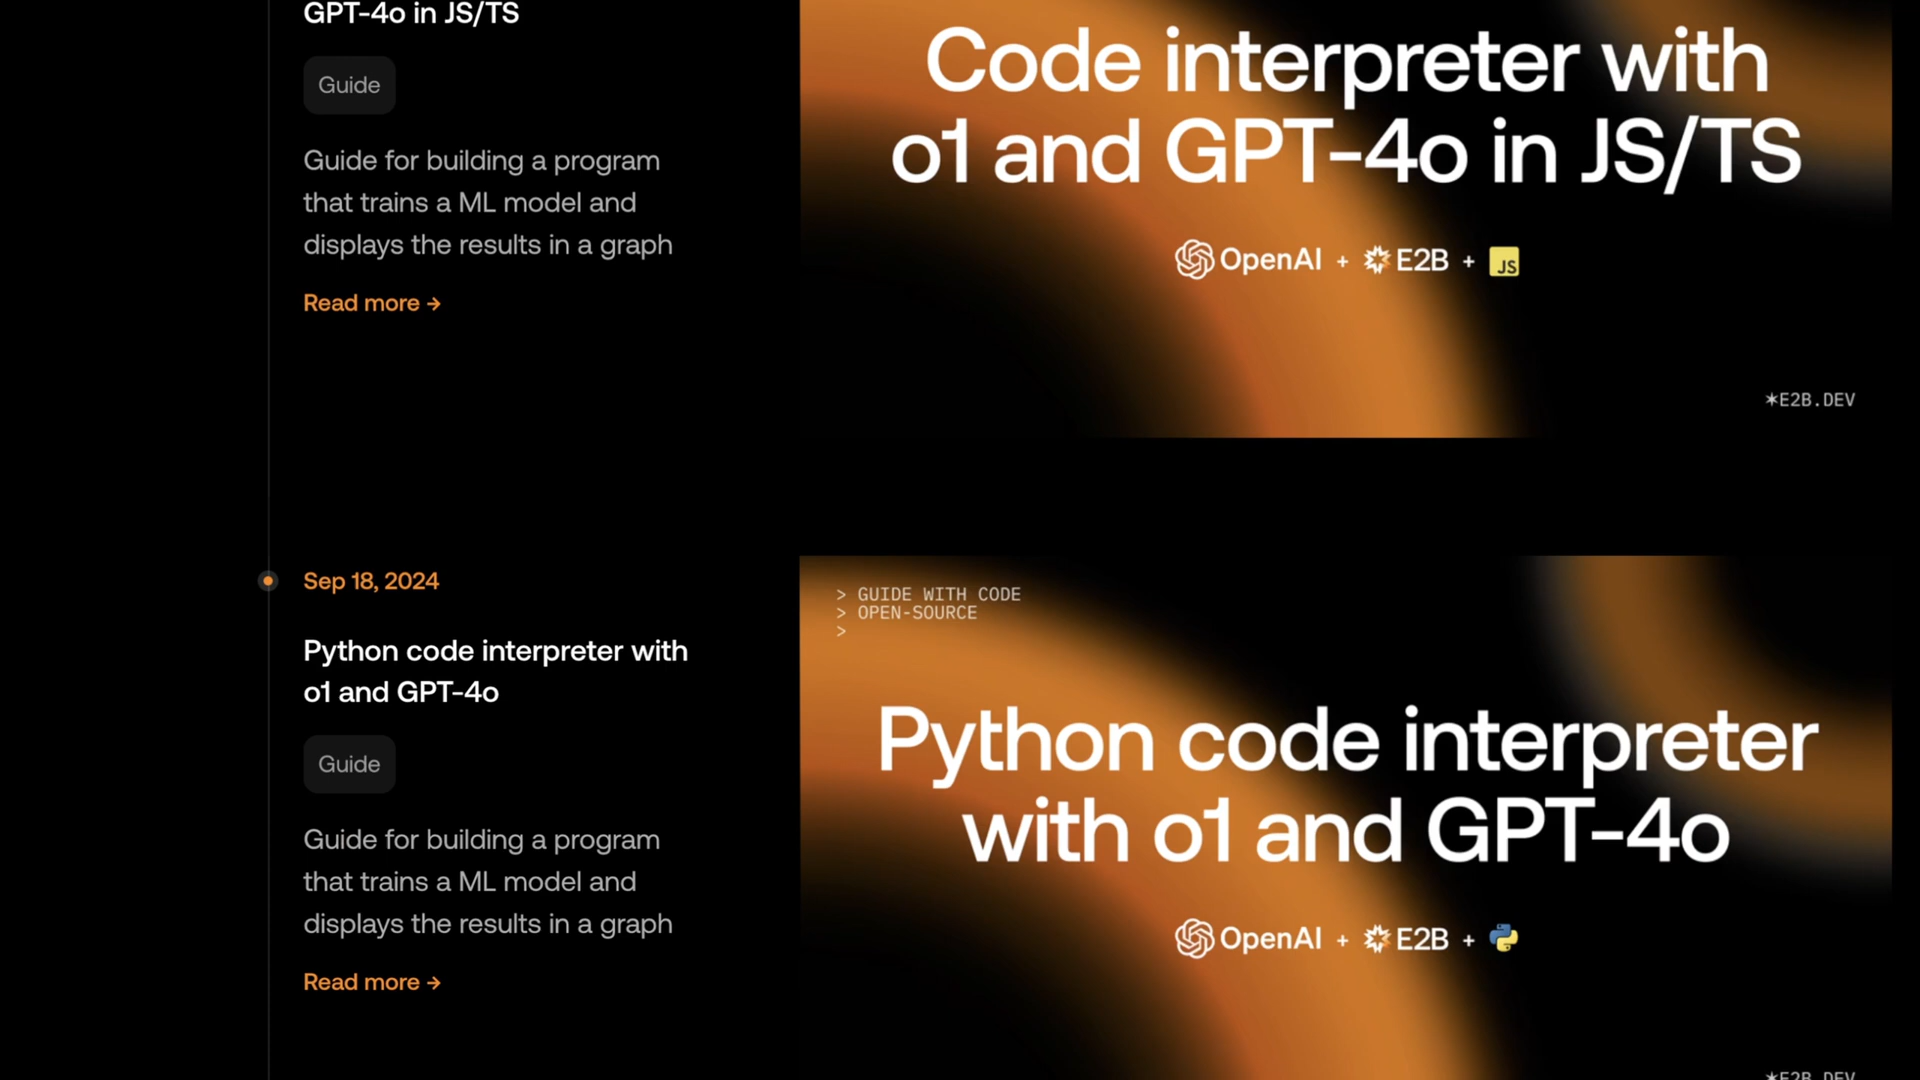 GPT-4o in JS/TS
Guide
Guide for building a program
that trains a ML model and
displays the results in a graph
Read more →
Code interpreter with
o1 and GPT-4o in JS/TS
OpenAI + E2B + JS
✶E2B.DEV
Sep 18, 2024
Python code interpreter with
o1 and GPT-4o
Guide
Guide for building a program
that trains a ML model and
displays the results in a graph
Read more →
> GUIDE WITH CODE
> OPEN-SOURCE
>
Python code interpreter
with o1 and GPT-4o
OpenAI + E2B +
✶E2B.DEV